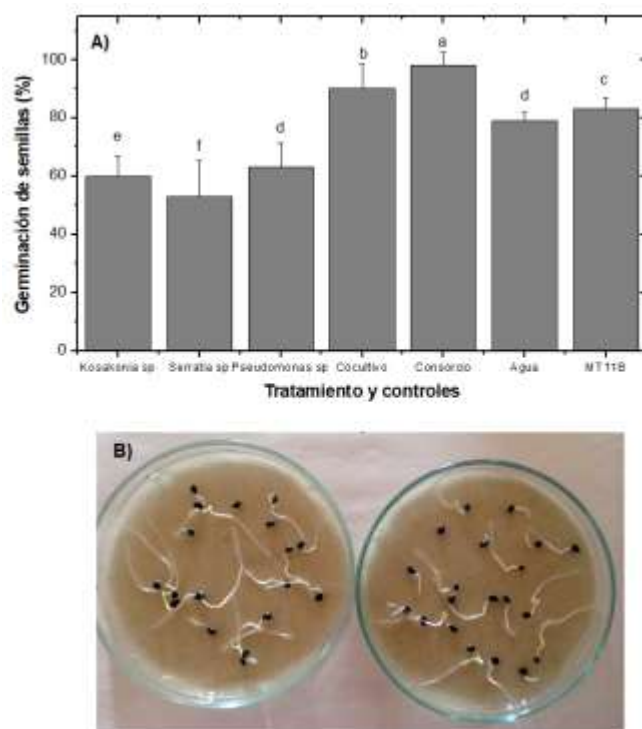 A)
Germinación de semillas (%)
100
80
60
40
20
0
e
f
d
b
a
d
c
Kosakonia sp
Serratia sp
Pseudomonas sp
Cocultivo
Consorcio
Agua
MT11B
Tratamiento y controles
B)